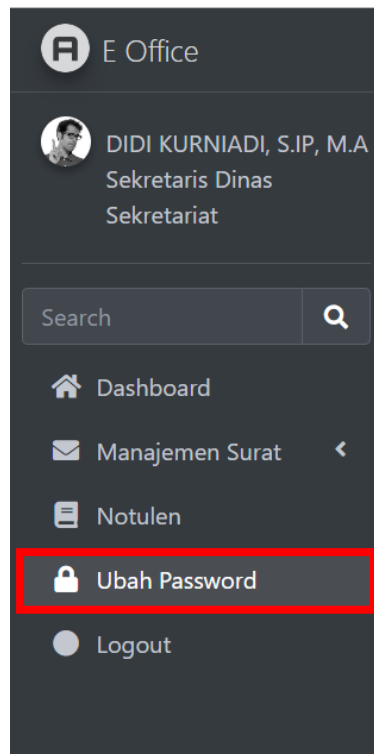 E Office
DIDI KURNIADI, S.IP, M.A
Sekretaris Dinas
Sekretariat
Search
Dashboard
Manajemen Surat
Notulen
Ubah Password
Logout